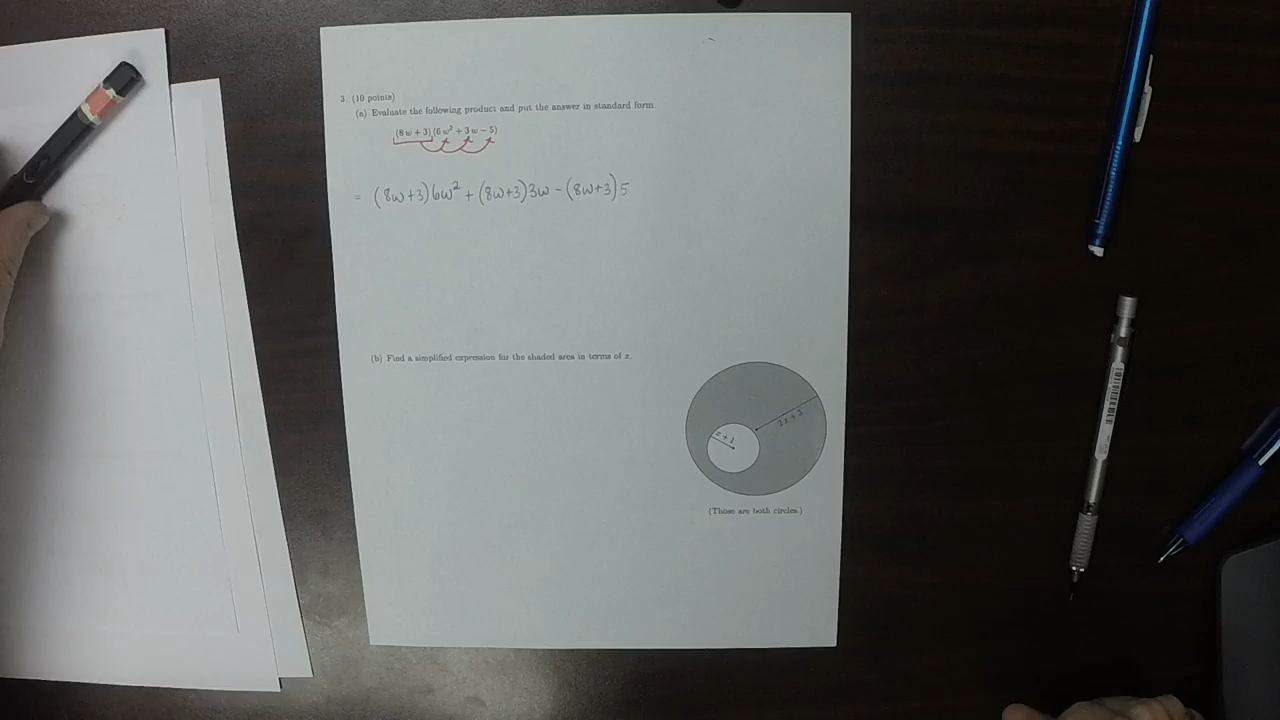 3. (10 points)
(a) Evaluate the following product and put the answer in standard form.
(8w + 3)(6w² + 3w − 5)
= (8w+3)6w² + (8w+3)3w − (8w+3)5
(b) Find a simplified expression for the shaded area in terms of z.
z + 1
(Those are both circles.)